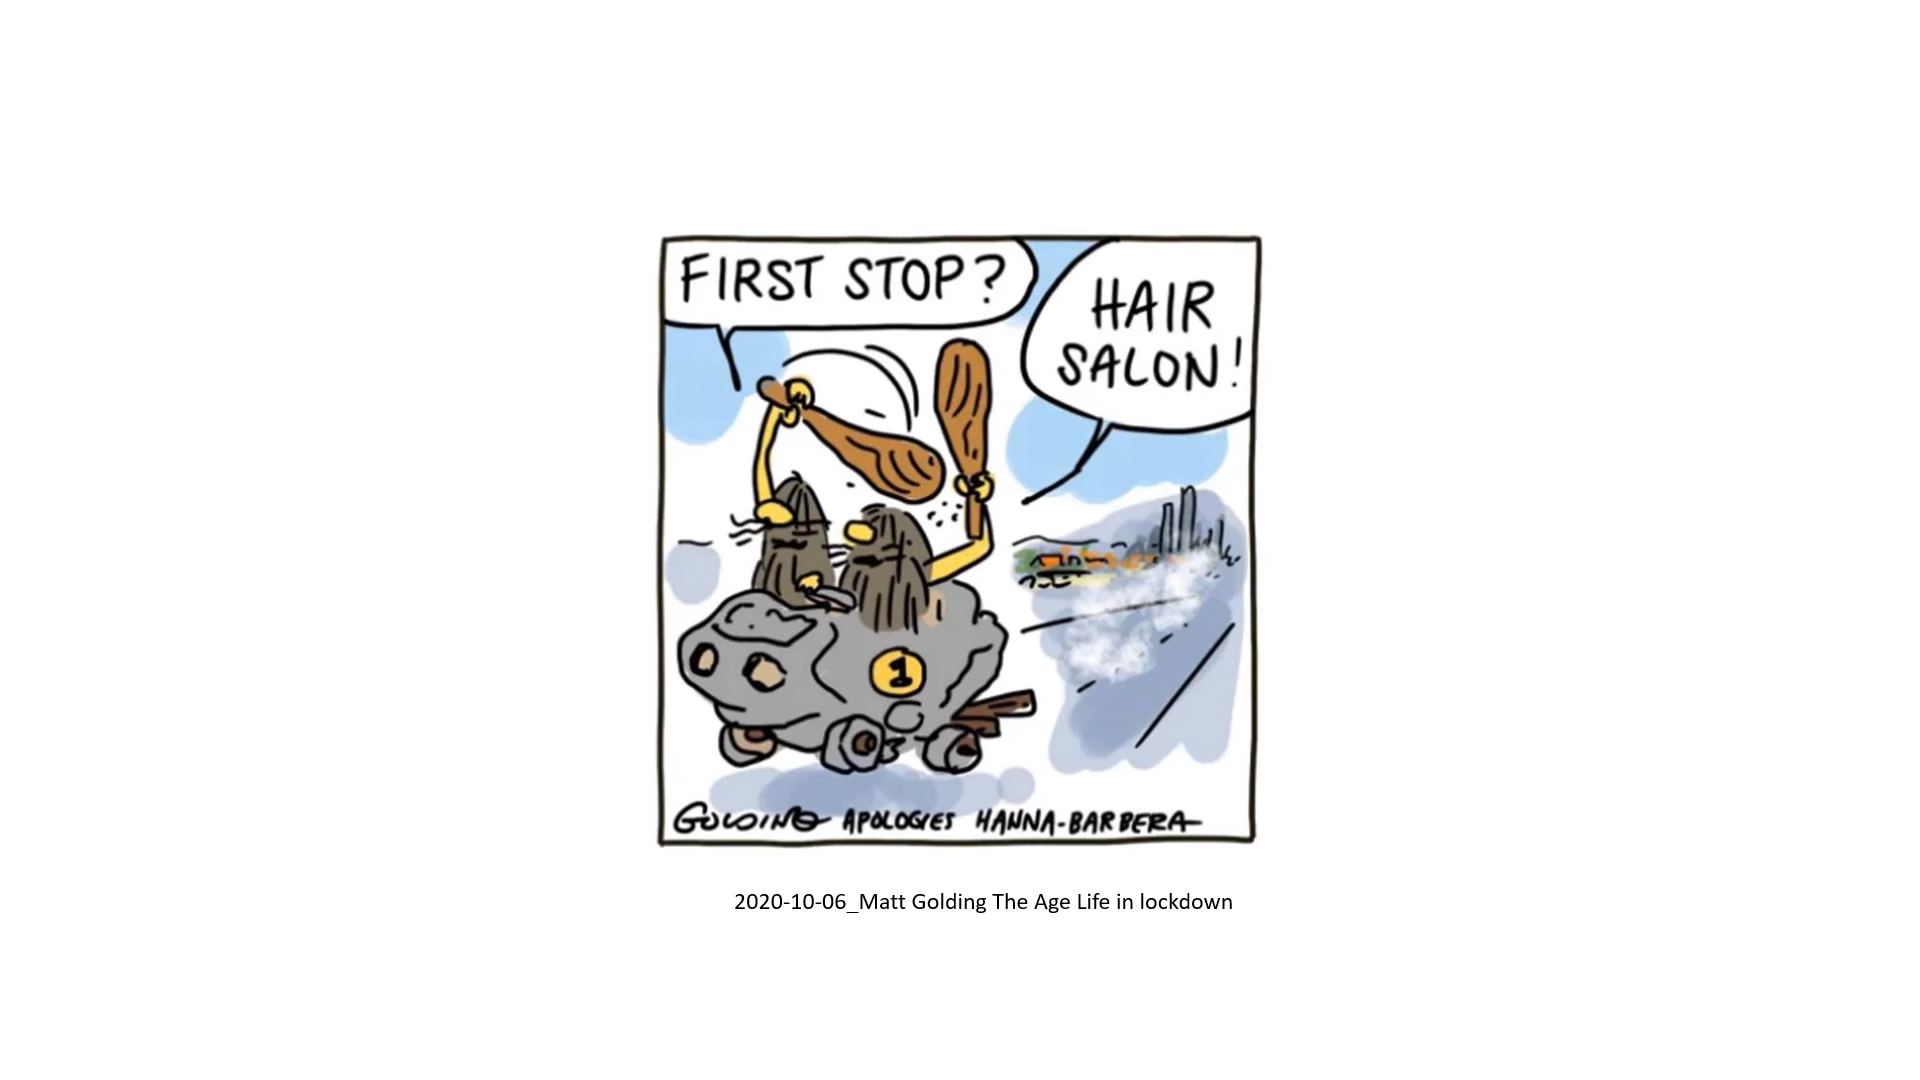 FIRST STOP?
HAIR
SALON!
1
GOLDING APOLOGIES HANNA-BARBERA
2020-10-06_Matt Golding The Age Life in lockdown